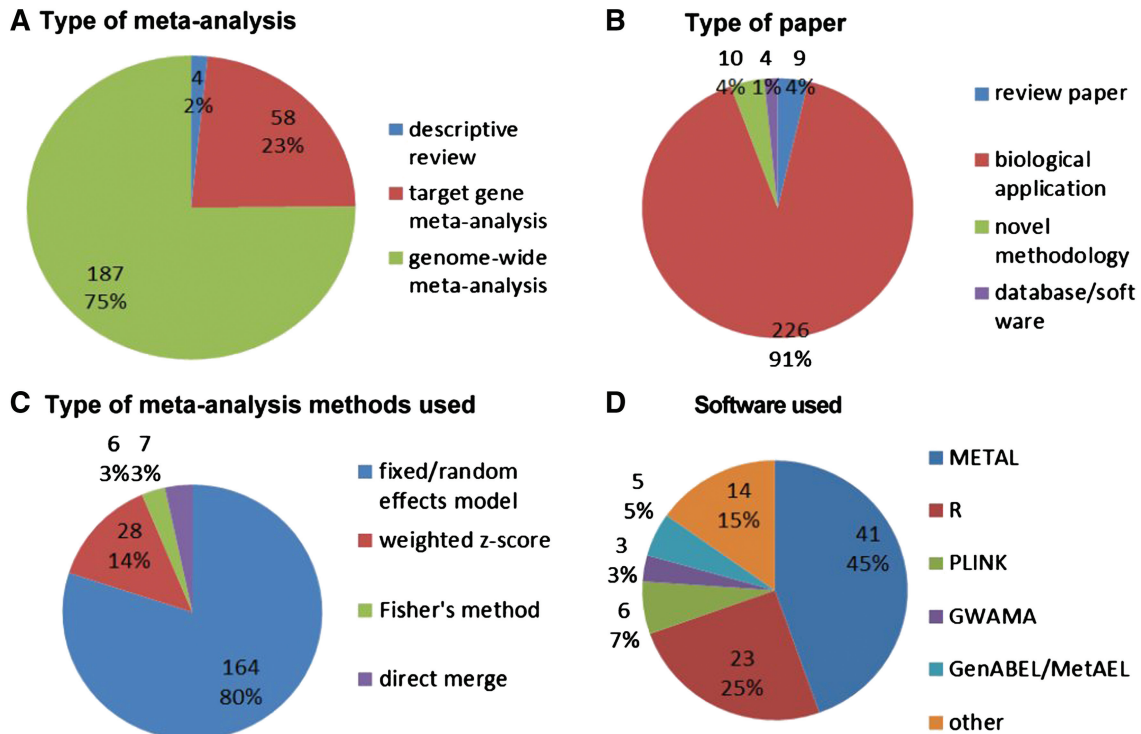 A Type of meta-analysis
4
2%
58
23%
187
75%
descriptive
review
target gene
meta-analysis
genome-wide
meta-analysis
B Type of paper
10 4 9
4% 1% 4%
226
91%
review paper
biological
application
novel
methodology
database/soft
ware
C Type of meta-analysis methods used
6 7
3% 3%
28
14%
164
80%
fixed/random
effects model
weighted z-score
Fisher's method
direct merge
D Software used
5
5%
14
15%
41
45%
3
3%
6
7%
23
25%
METAL
R
PLINK
GWAMA
GenABEL/MetAEL
other